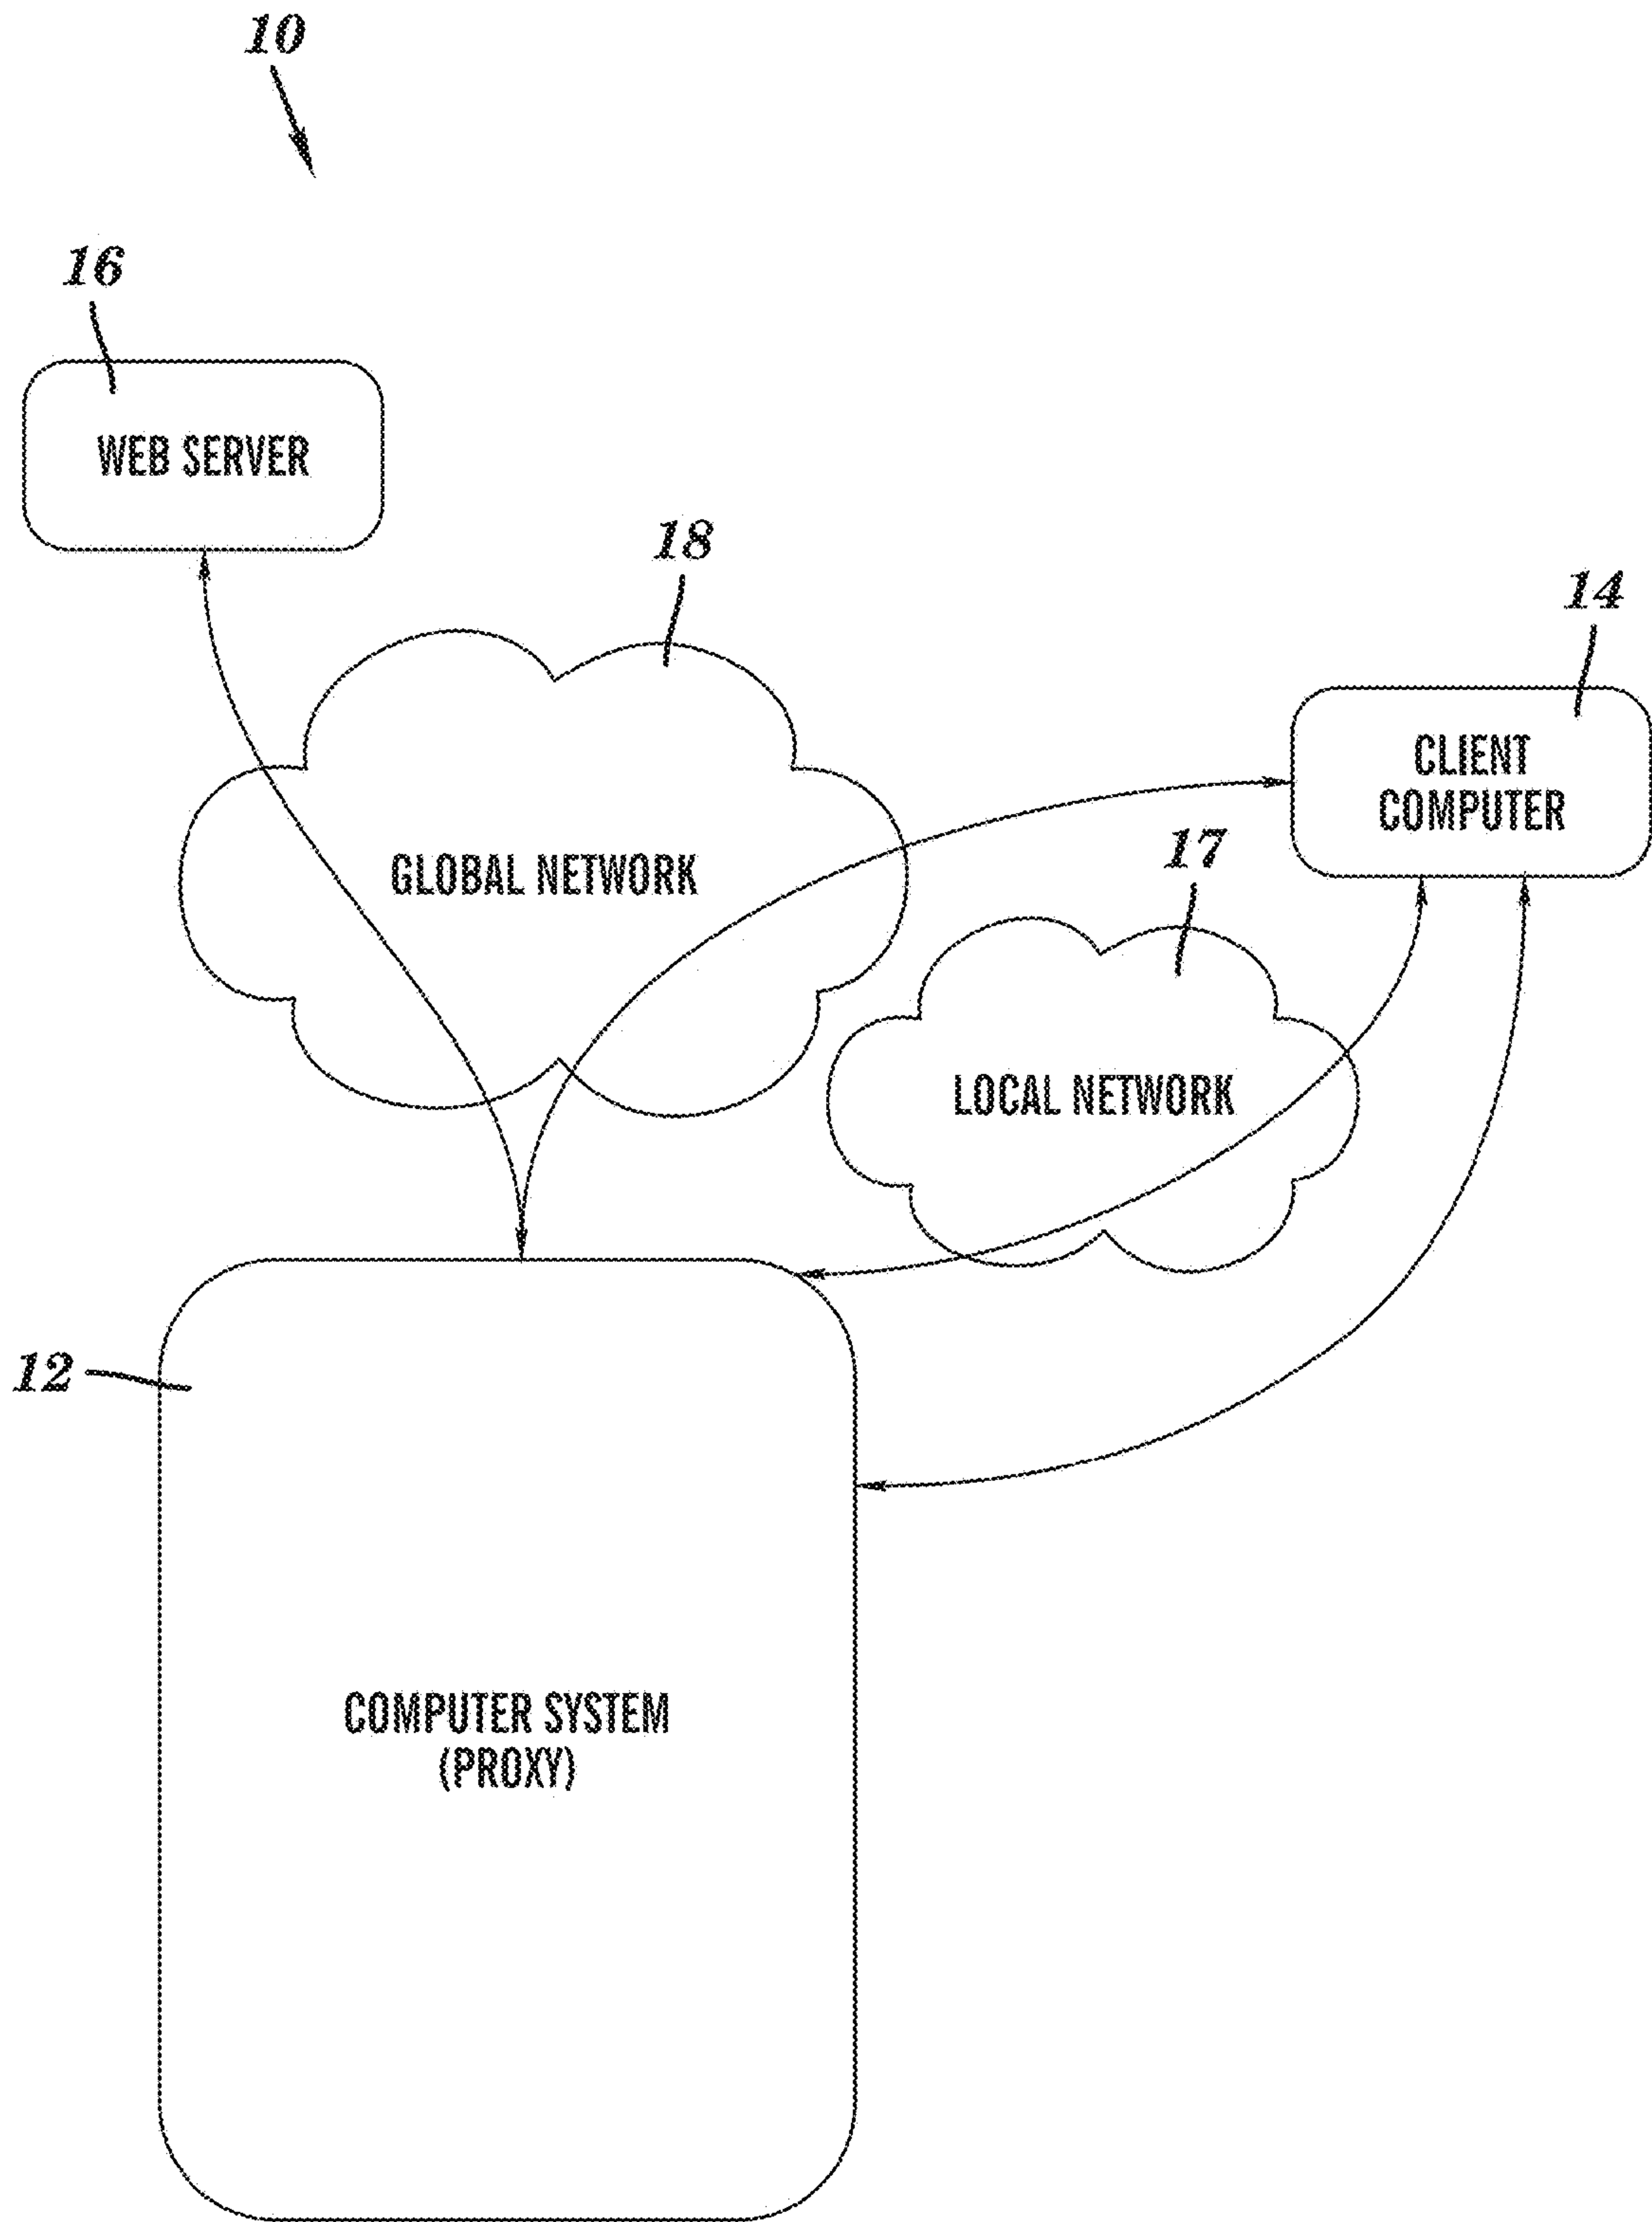 10
16
WEB SERVER
18
14
CLIENT
COMPUTER
17
GLOBAL NETWORK
LOCAL NETWORK
12
COMPUTER SYSTEM
(PROXY)